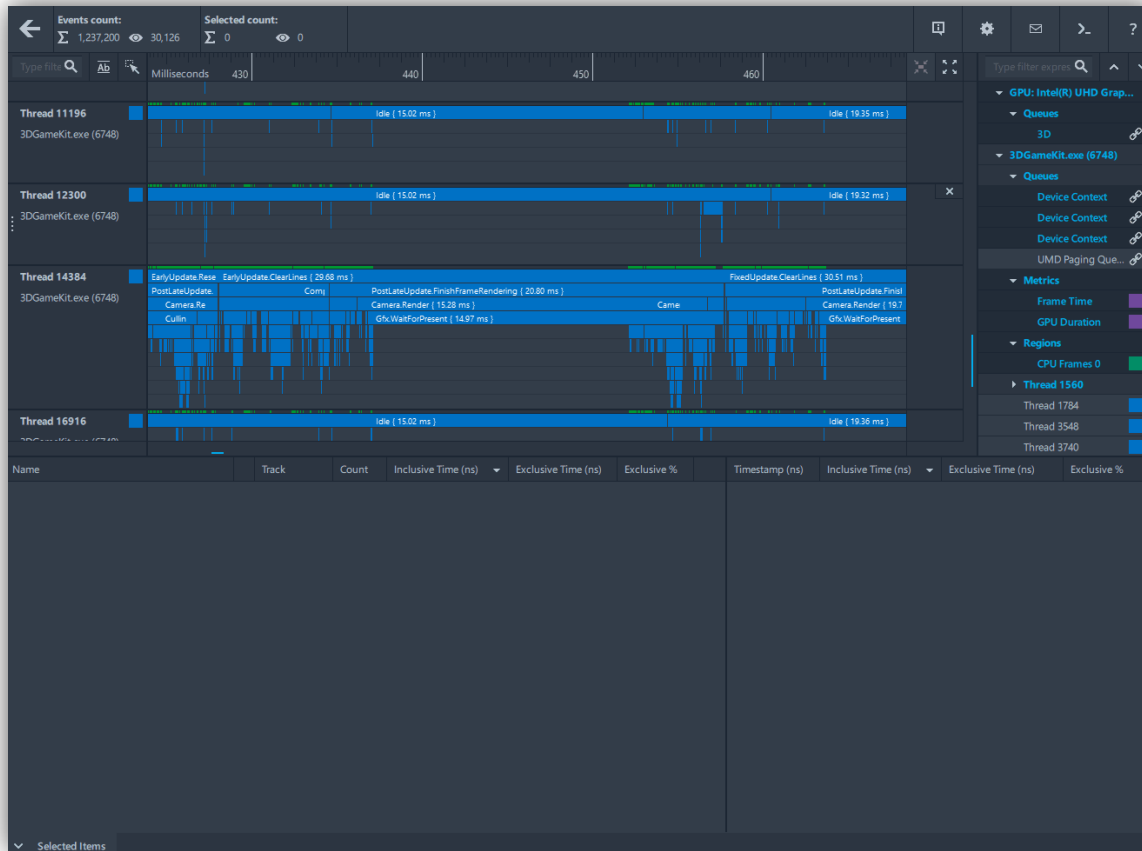 Events count:
Σ 1,237,200 30,126
Selected count:
Σ 0 0
?
Type filte
Ab
Milliseconds 430 440 450 460
Type filter expres
Thread 11196
3DGameKit.exe (6748)
Idle { 15.02 ms } Idle { 19.35 ms }
Thread 12300
3DGameKit.exe (6748)
Idle { 15.02 ms } Idle { 19.32 ms }
Thread 14384
3DGameKit.exe (6748)
EarlyUpdate.Rese EarlyUpdate.ClearLines { 29.68 ms } FixedUpdate.ClearLines { 30.51 ms }
PostLateUpdate. Comp PostLateUpdate.FinishFrameRendering { 20.80 ms } PostLateUpdate.Finisl
Camera.Re Camera.Render { 15.28 ms } Came Camera.Render { 19.7
Cullin Gfx.WaitForPresent { 14.97 ms } Gfx.WaitForPresent
Thread 16916
Idle { 15.02 ms } Idle { 19.36 ms }
GPU: Intel(R) UHD Grap...
Queues
3D
3DGameKit.exe (6748)
Queues
Device Context
Device Context
Device Context
UMD Paging Que...
Metrics
Frame Time
GPU Duration
Regions
CPU Frames 0
Thread 1560
Thread 1784
Thread 3548
Thread 3740
Name Track Count Inclusive Time (ns) Exclusive Time (ns) Exclusive % Timestamp (ns) Inclusive Time (ns) Exclusive Time (ns) Exclusive %
Selected Items